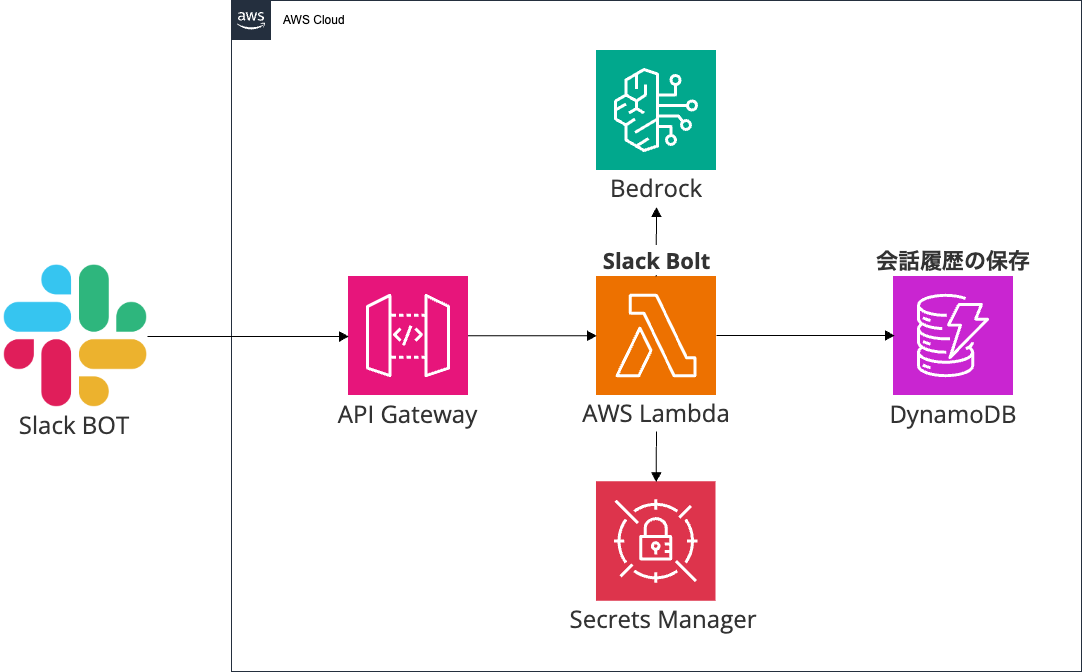 aws
AWS Cloud
Bedrock
Slack Bolt
会話履歴の保存
</>
Slack BOT
API Gateway
AWS Lambda
DynamoDB
Secrets Manager